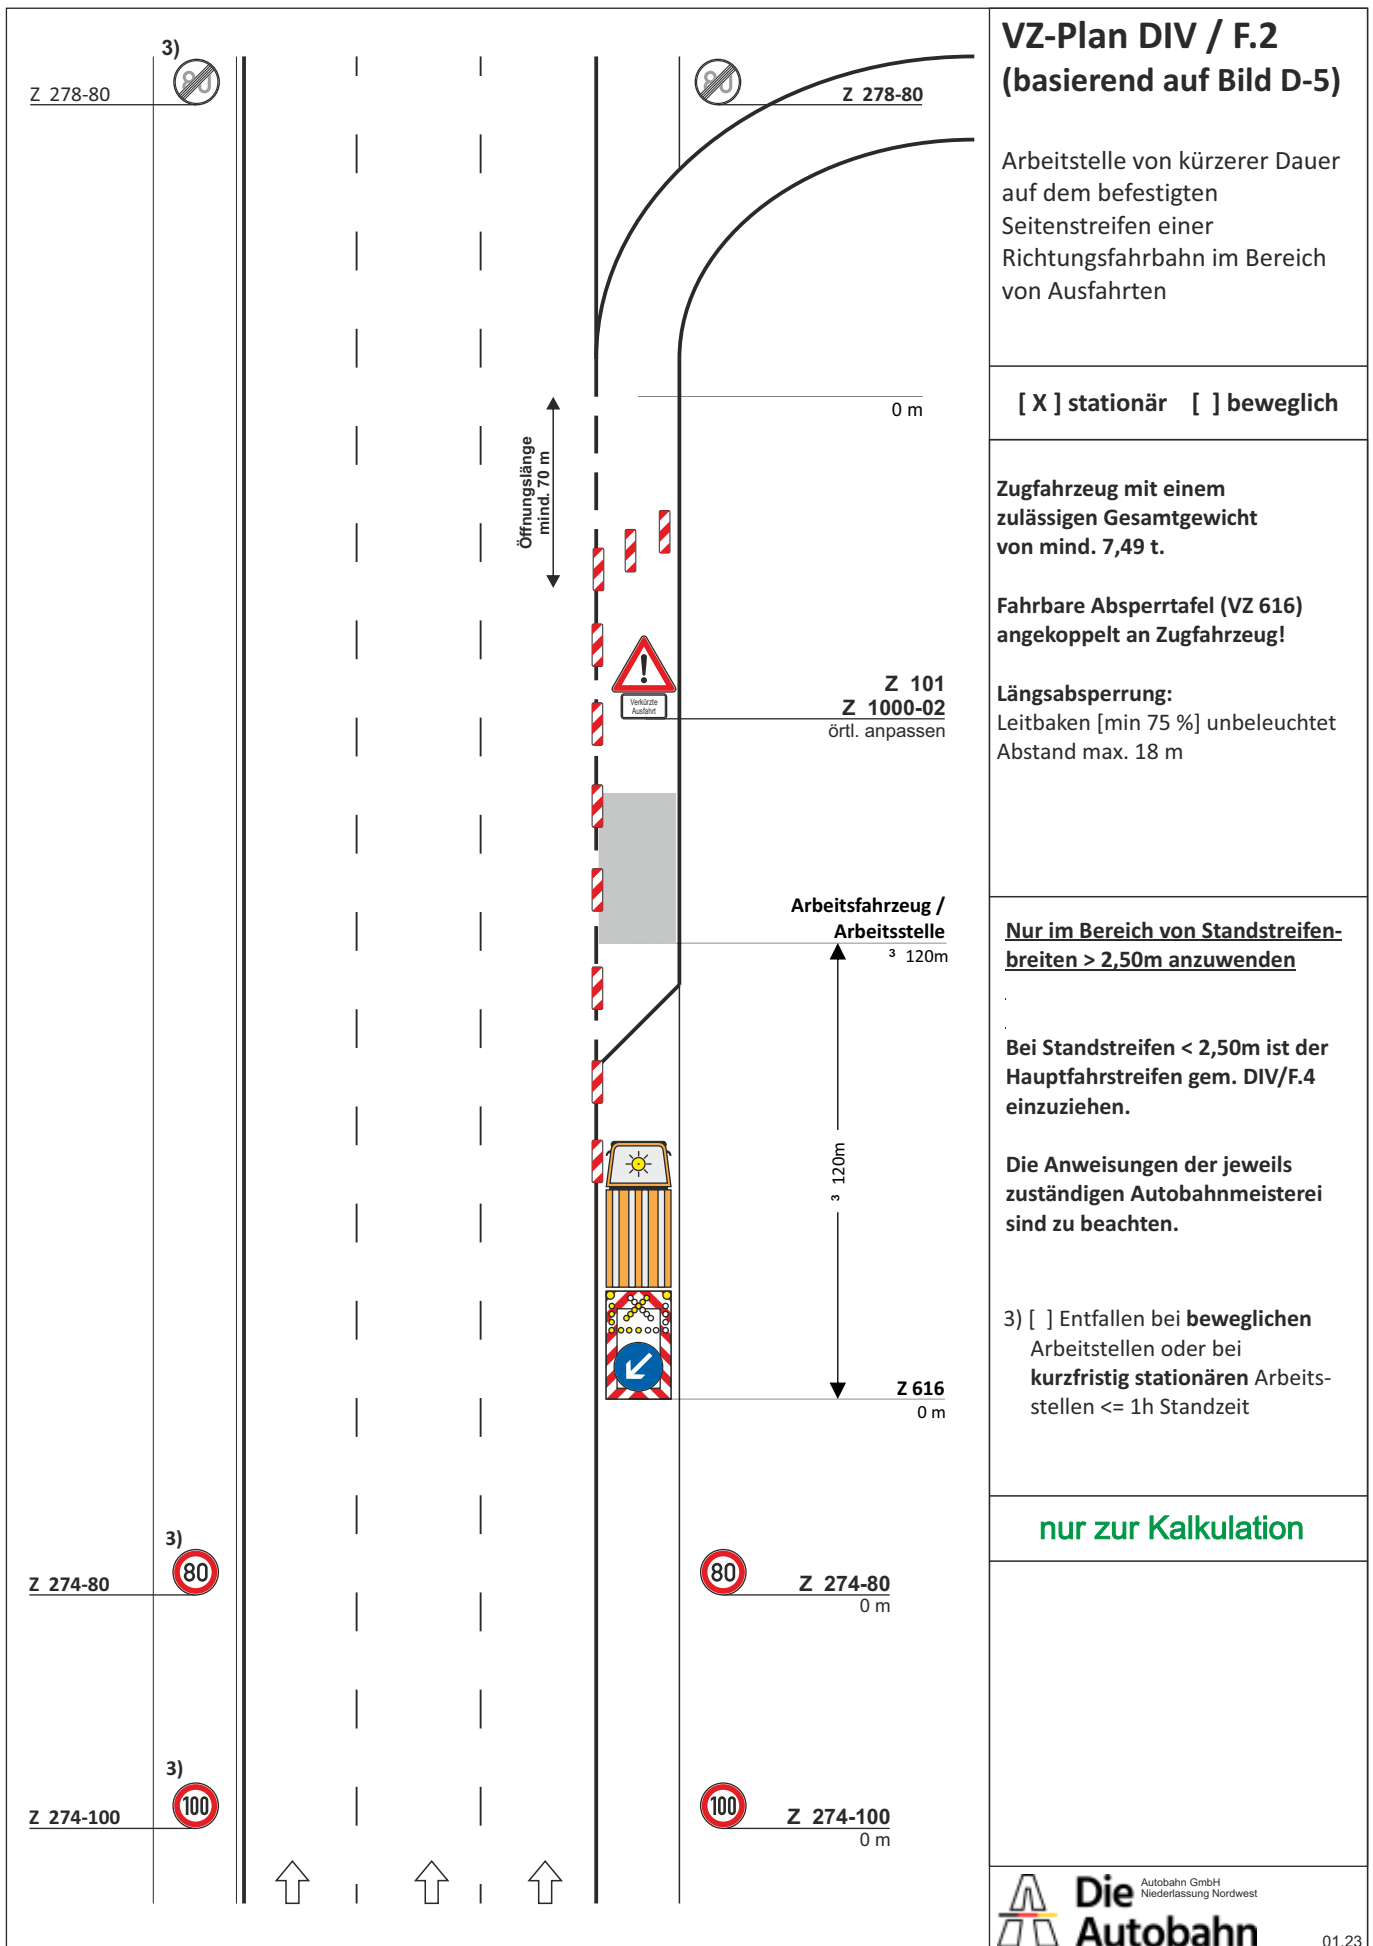 3)
80
Z 278-80
80
Z 278-80
0 m
Öffnungslänge
mind. 70 m
Verkürzte
Ausfahrt
Z 101
Z 1000-02
örtl. anpassen
Arbeitsfahrzeug /
Arbeitsstelle
³ 120m
³ 120m
Z 616
0 m
3)
80
Z 274-80
80
Z 274-80
0 m
3)
100
Z 274-100
100
Z 274-100
0 m
VZ-Plan DIV / F.2
(basierend auf Bild D-5)
Arbeitstelle von kürzerer Dauer
auf dem befestigten
Seitenstreifen einer
Richtungsfahrbahn im Bereich
von Ausfahrten
[ X ] stationär [ ] beweglich
Zugfahrzeug mit einem
zulässigen Gesamtgewicht
von mind. 7,49 t.
Fahrbare Absperrtafel (VZ 616)
angekoppelt an Zugfahrzeug!
Längsabsperrung:
Leitbaken [min 75 %] unbeleuchtet
Abstand max. 18 m
Nur im Bereich von Standstreifen-
breiten > 2,50m anzuwenden
.
.
Bei Standstreifen < 2,50m ist der
Hauptfahrstreifen gem. DIV/F.4
einzuziehen.
Die Anweisungen der jeweils
zuständigen Autobahnmeisterei
sind zu beachten.
3) [ ] Entfallen bei beweglichen
Arbeitstellen oder bei
kurzfristig stationären Arbeits-
stellen <= 1h Standzeit
nur zur Kalkulation
Die
Autobahn
Autobahn GmbH
Niederlassung Nordwest
01.23